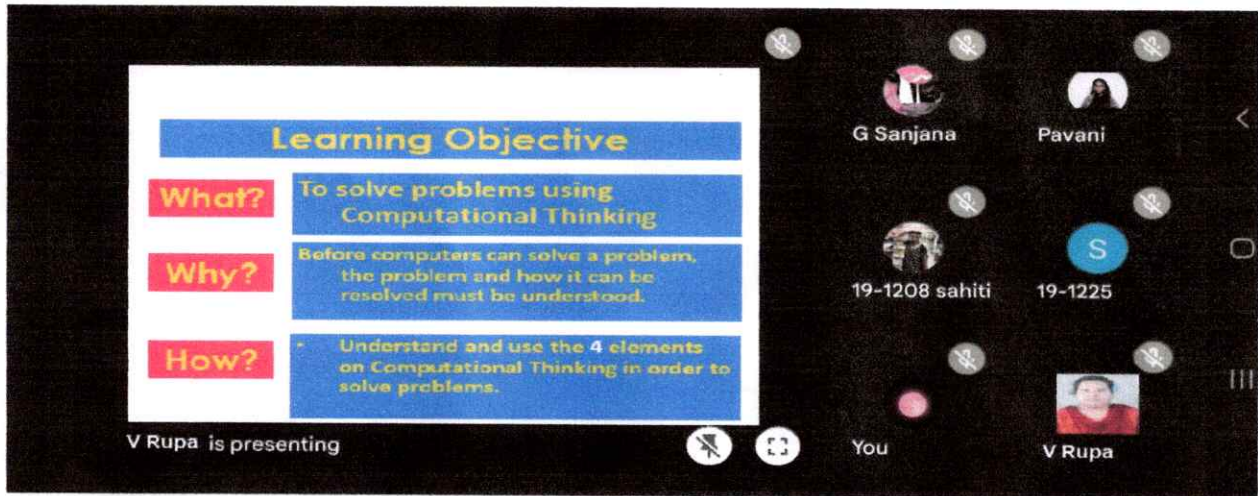 Learning Objective
What?
To solve problems using
Computational Thinking
Why?
Before computers can solve a problem,
the problem and how it can be
resolved must be understood.
How?
- Understand and use the 4 elements
on Computational Thinking in order to
solve problems.
V Rupa is presenting
G Sanjana
Pavani
S
19-1208 sahiti
19-1225
You
V Rupa